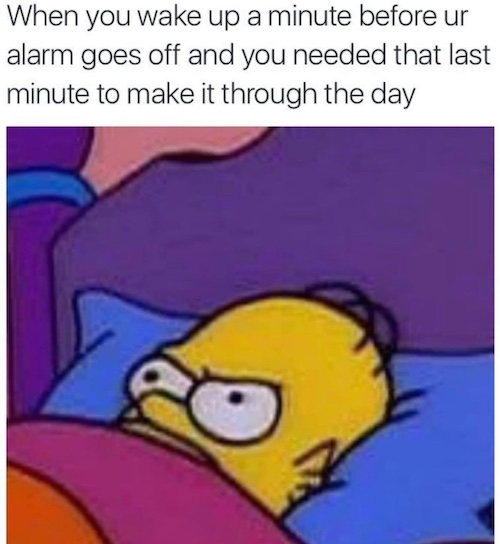 When you wake up a minute before ur
alarm goes off and you needed that last
minute to make it through the day